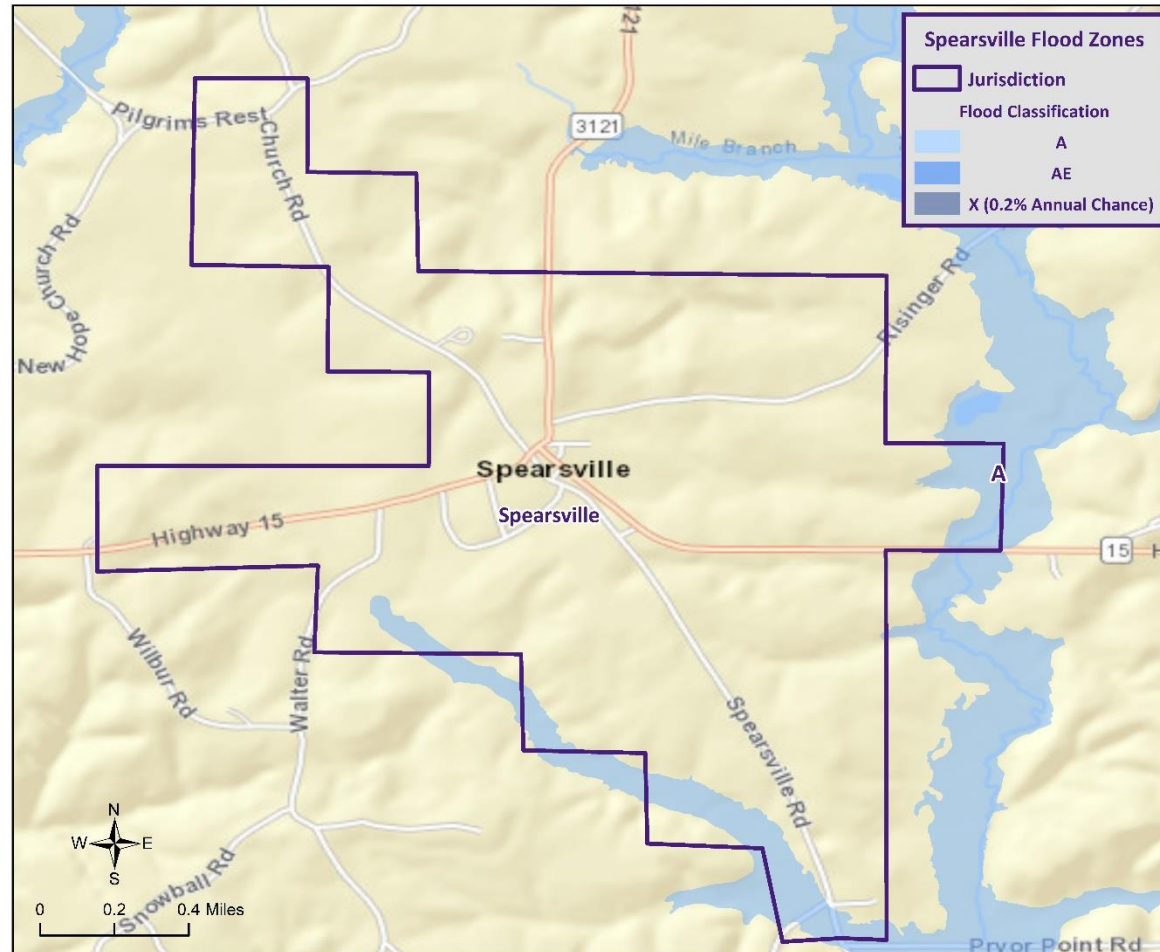 Spearsville Flood Zones
Jurisdiction
Flood Classification
A
AE
X (0.2% Annual Chance)
121
3121
Pilgrims Rest
Church Rd
Mile Branch
New Hope Church Rd
Risinger Rd
Spearsville
Spearsville
A
Highway 15
15
H
Wilbur Rd
Walter Rd
Spearsville Rd
Snowball Rd
Pryor Point Rd
N
W E
S
0 0.2 0.4 Miles